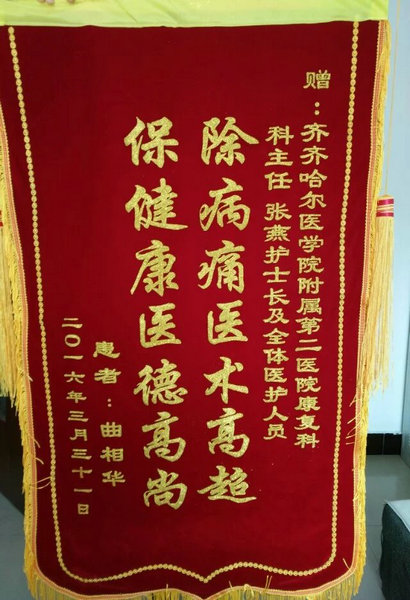 赠：齐齐哈尔医学院附属第二医院康复科
科主任 张燕护士长及全体医护人员
除病痛医术高超
保健康医德高尚
患者：曲相华
二〇一六年三月三十一日